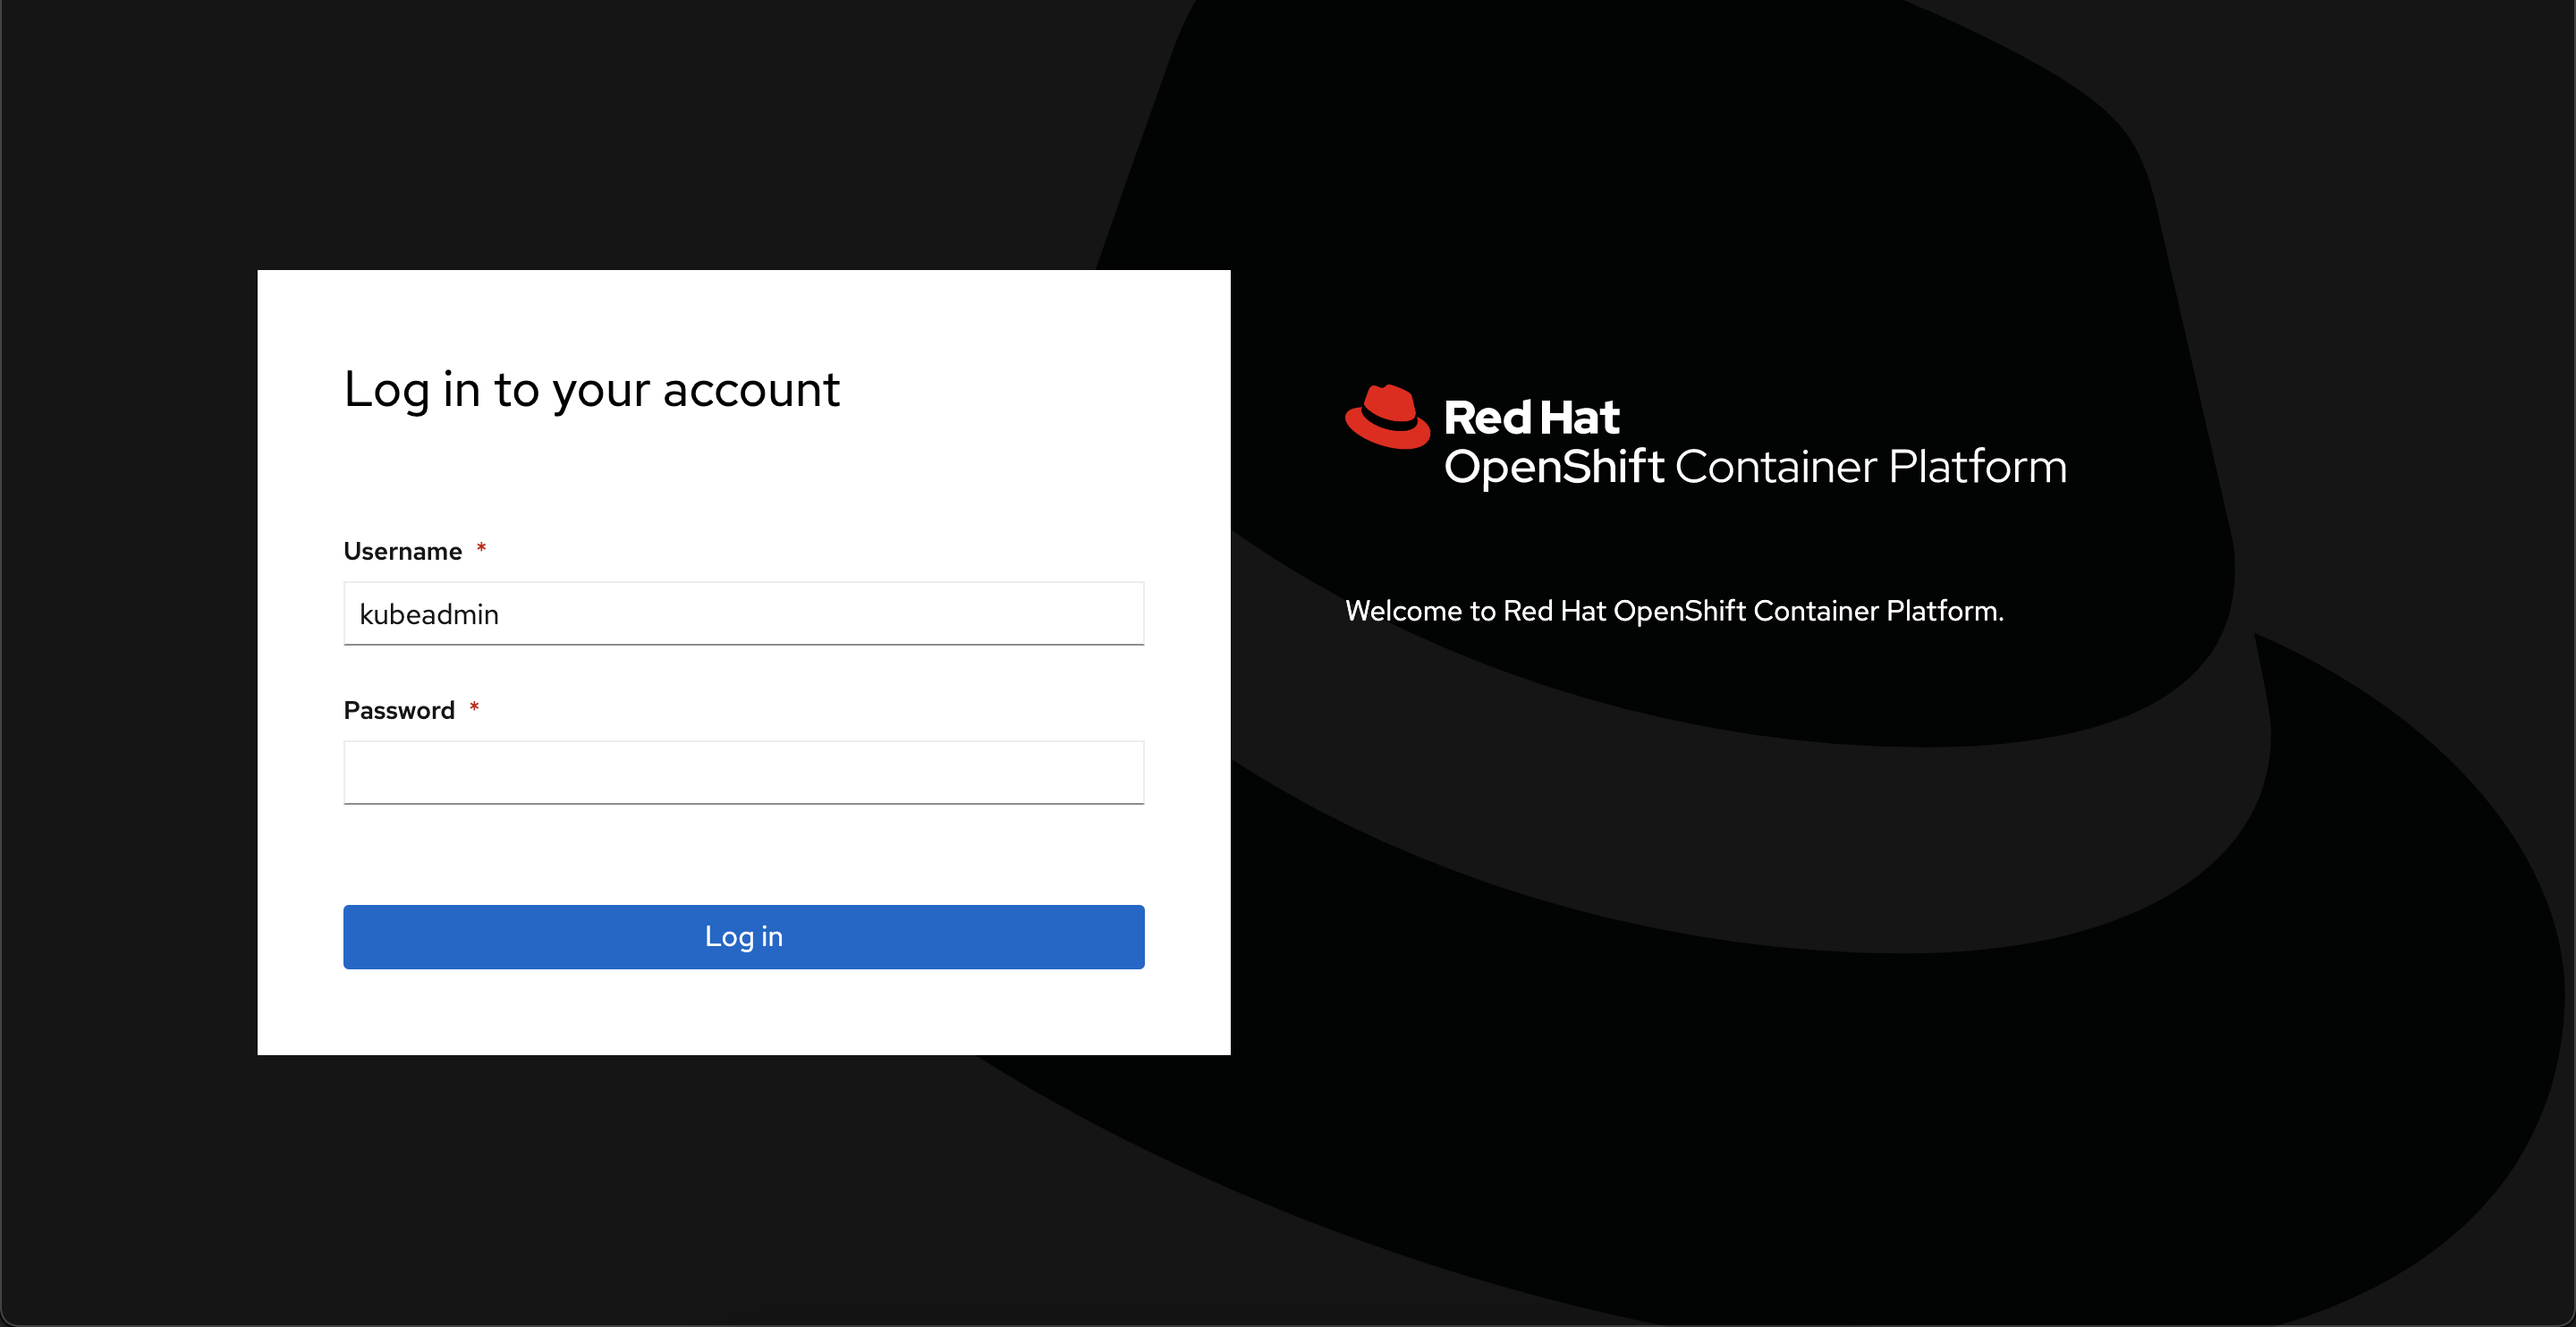 Log in to your account
Username *
kubeadmin
Password *
Log in
Red Hat
OpenShift Container Platform
Welcome to Red Hat OpenShift Container Platform.